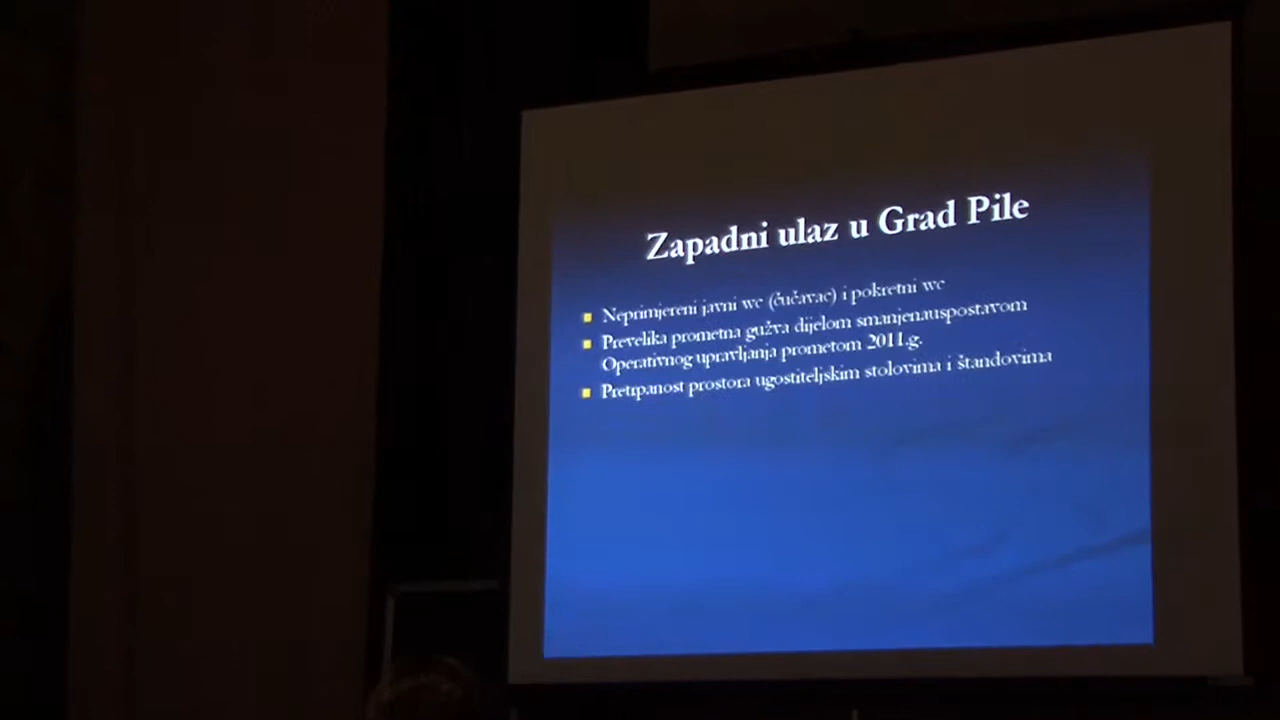 Zapadni ulaz u Grad Pile
Neprimjereni javni wc (čučavac) i pokretni wc
Prevelika prometna gužva dijelom smanjenauspostavom
Operativnog upravljanja prometom 2011.g.
Pretrpanost prostora ugostiteljskim stolovima i štandovima